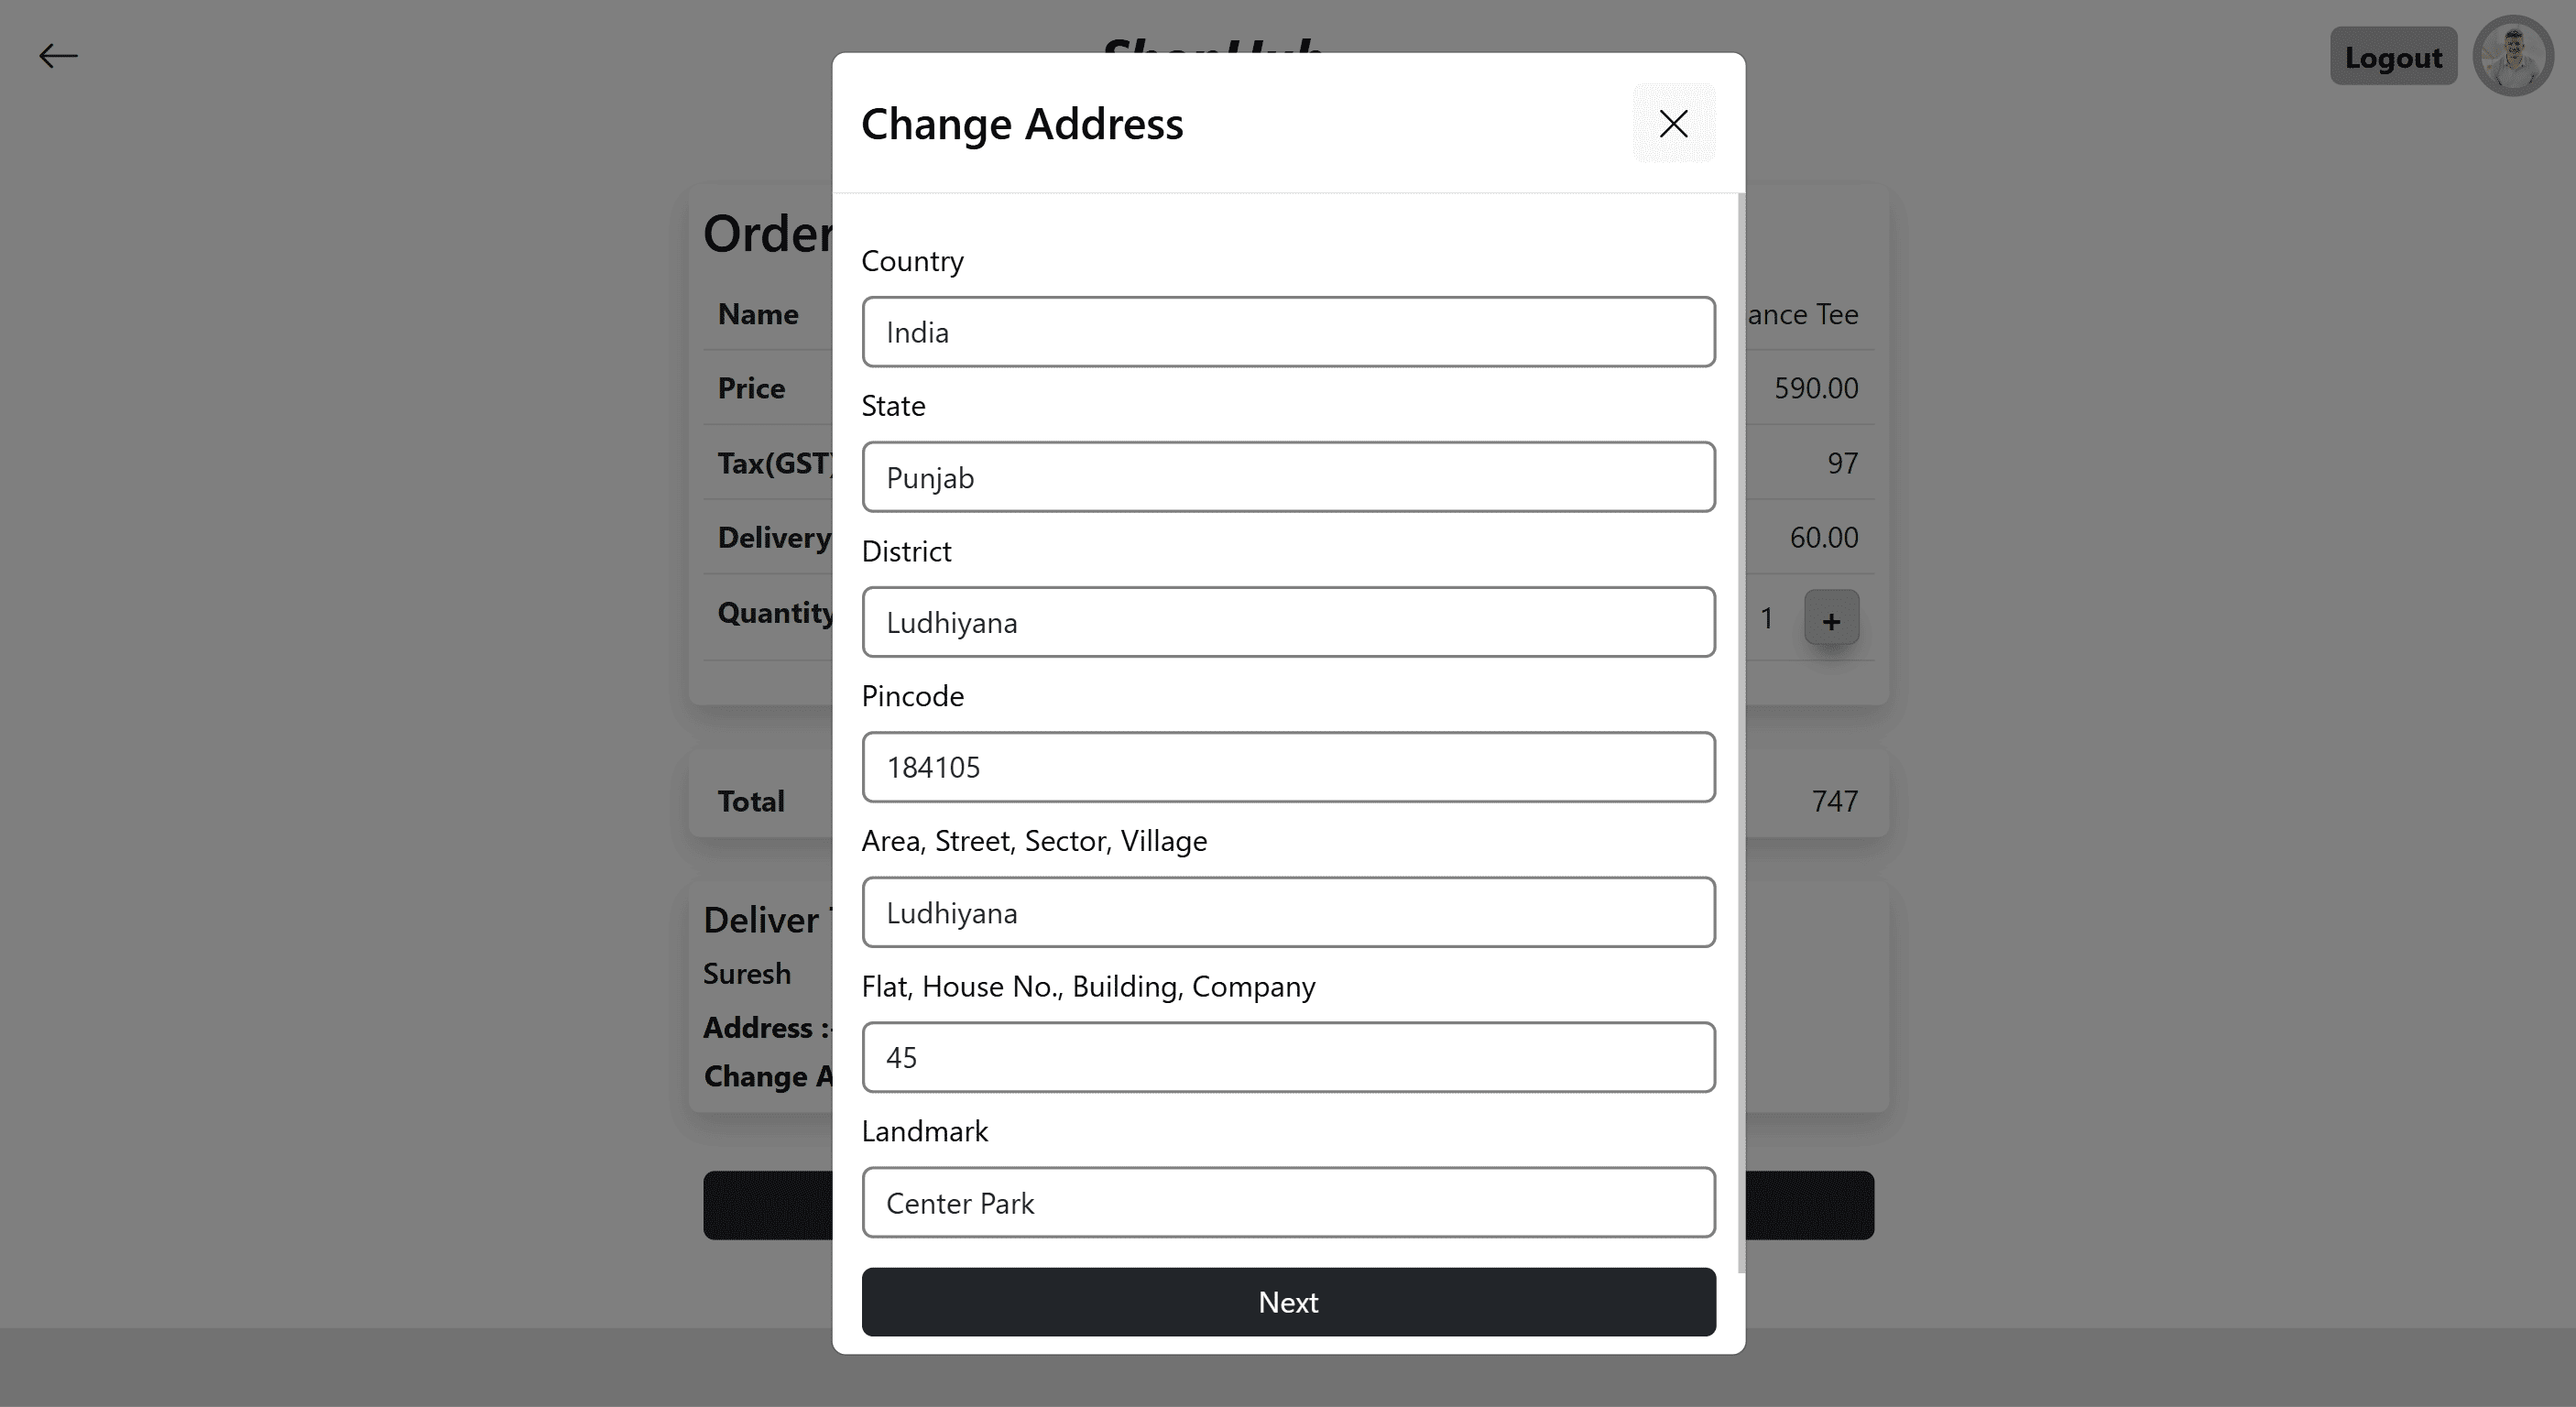 Logout
Change Address
Order
Country
India
Name
ance Tee
State
Price
590.00
Punjab
Tax(GST)
97
District
Delivery
60.00
Ludhiyana
Quantity
1 +
Pincode
184105
Total
747
Area, Street, Sector, Village
Ludhiyana
Deliver
Suresh
Flat, House No., Building, Company
Address :-
45
Change A
Landmark
Center Park
Next